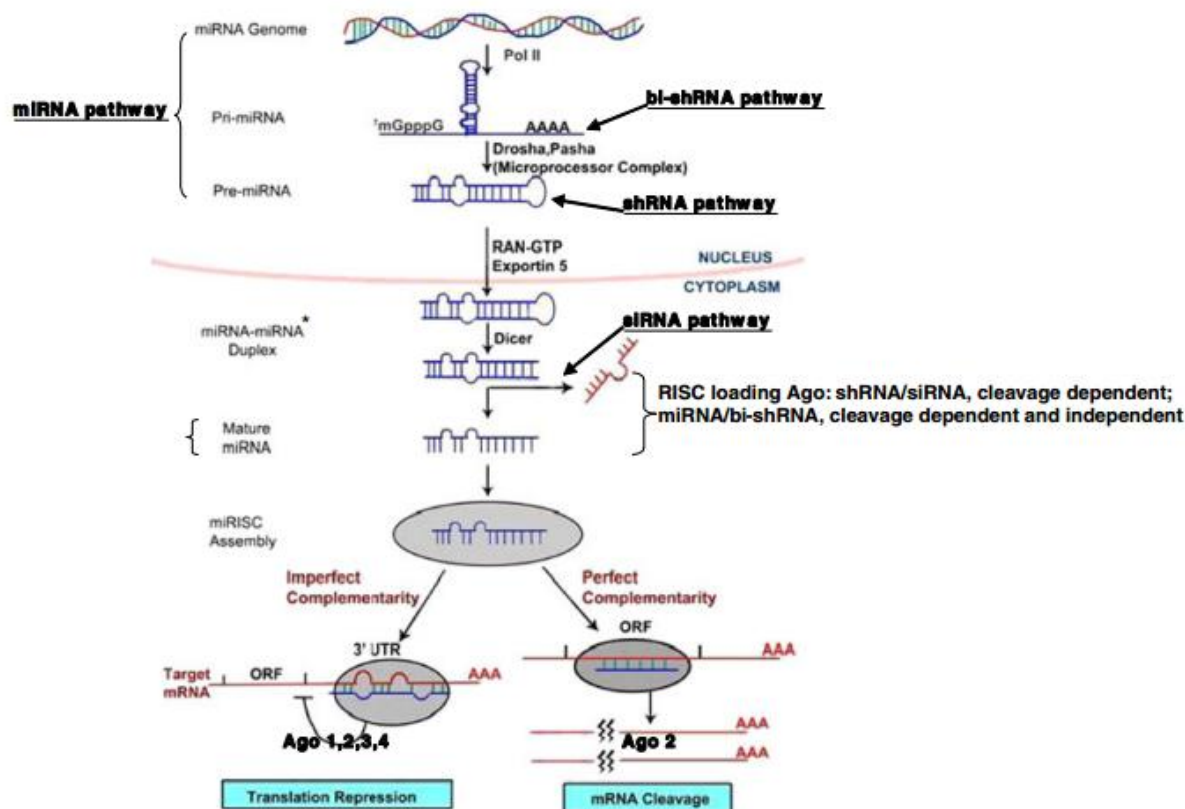 miRNA Genome
Pol II
miRNA pathway
bi-shRNA pathway
Pri-miRNA
7mGpppG
AAAA
Drosha,Pasha
(Microprocessor Complex)
Pre-miRNA
shRNA pathway
RAN-GTP
Exportin 5
NUCLEUS
CYTOPLASM
siRNA pathway
miRNA-miRNA*
Duplex
Dicer
RISC loading Ago: shRNA/siRNA, cleavage dependent;
miRNA/bi-shRNA, cleavage dependent and independent
Mature
miRNA
miRISC
Assembly
Imperfect
Complementarity
Perfect
Complementarity
3' UTR
ORF
AAA
Target
mRNA
ORF
AAA
Ago 1,2,3,4
AAA
Ago 2
AAA
Translation Repression
mRNA Cleavage